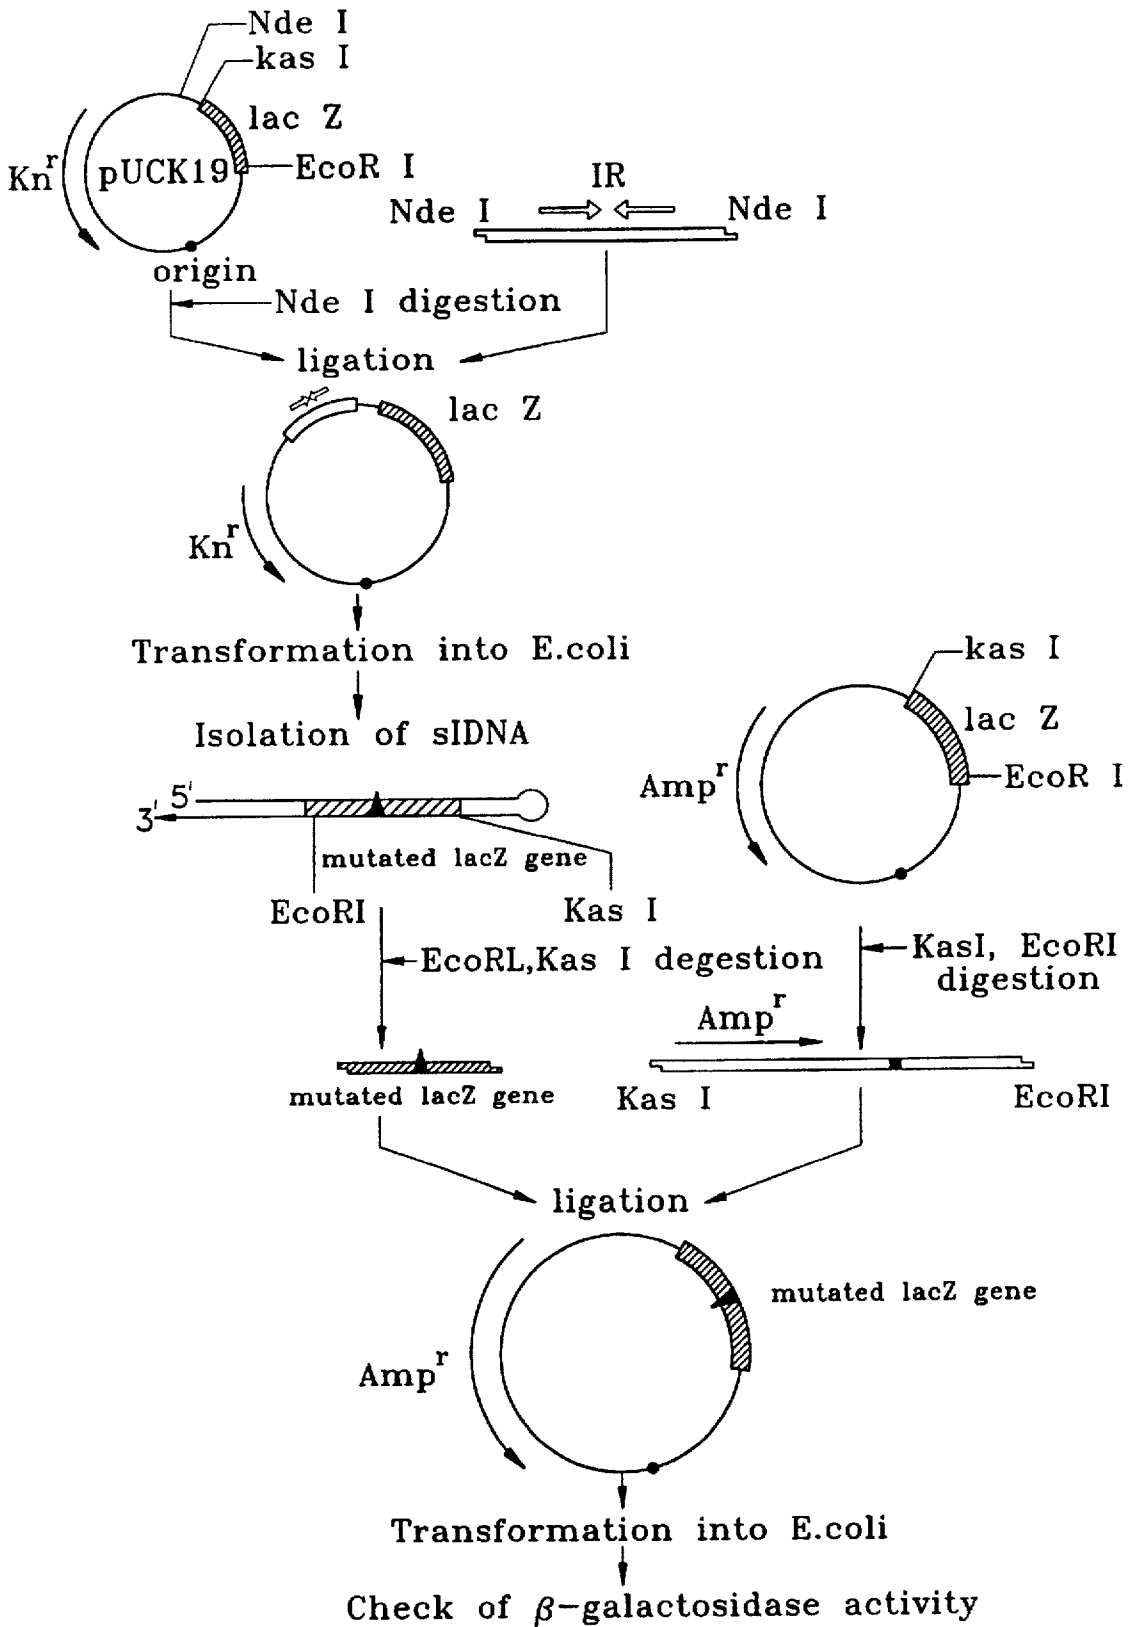 Nde I
kas I
lac Z
Kn^r
pUCK19
EcoR I
IR
Nde I
Nde I
origin
Nde I digestion
ligation
lac Z
Kn^r
Transformation into E.coli
Isolation of sIDNA
kas I
lac Z
Amp^r
EcoR I
5'
3'
mutated lacZ gene
EcoRI
Kas I
EcoRL,Kas I degestion
KasI, EcoRI
digestion
Amp^r
mutated lacZ gene
Kas I
EcoRI
ligation
mutated lacZ gene
Amp^r
Transformation into E.coli
Check of β-galactosidase activity